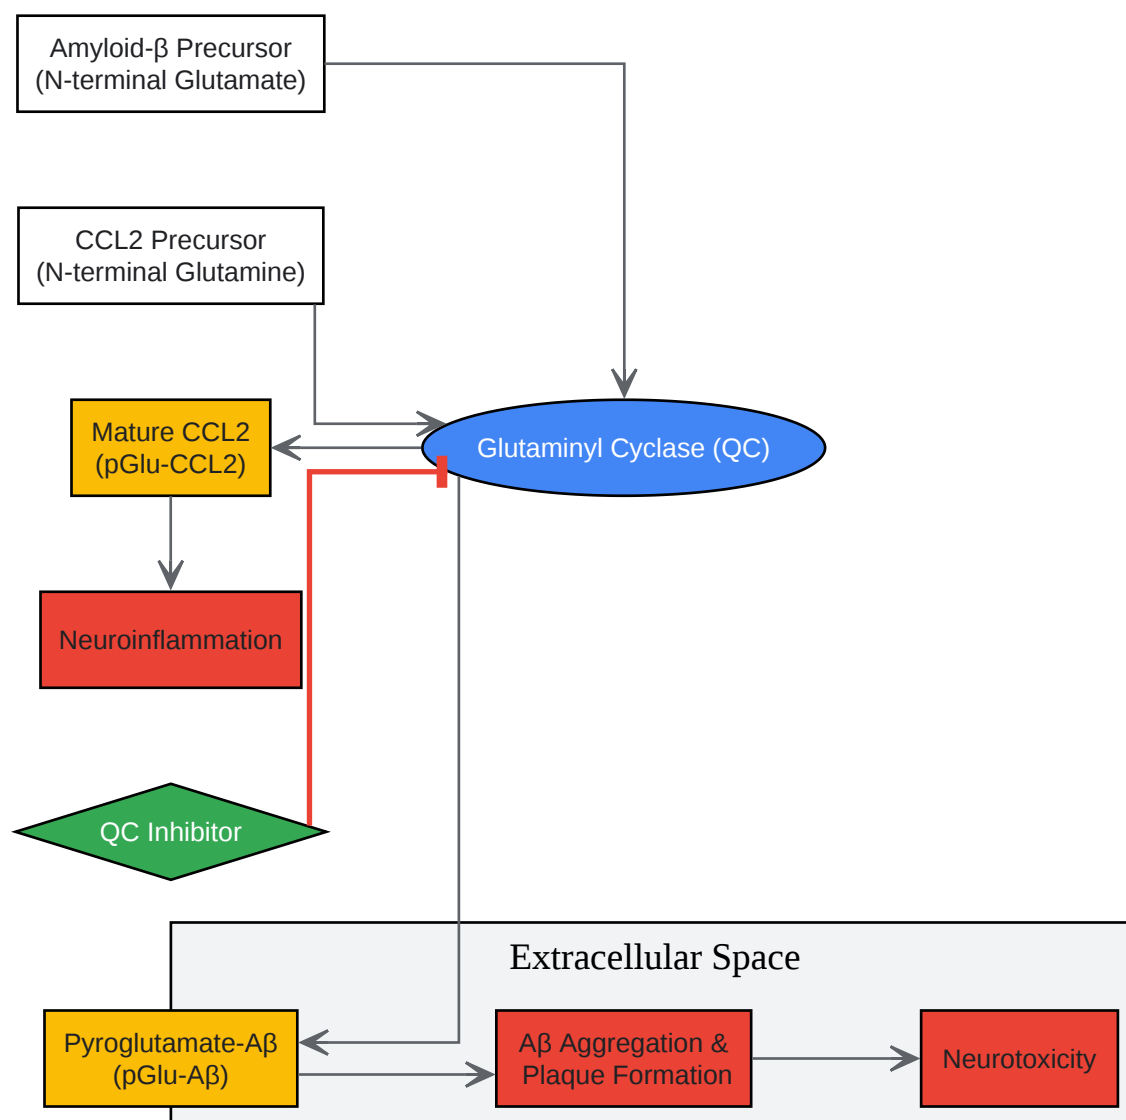 Amyloid-β Precursor
(N-terminal Glutamate)
CCL2 Precursor
(N-terminal Glutamine)
Mature CCL2
(pGlu-CCL2)
Glutaminyl Cyclase (QC)
Neuroinflammation
QC Inhibitor
Extracellular Space
Pyroglutamate-Aβ
(pGlu-Aβ)
Aβ Aggregation &
Plaque Formation
Neurotoxicity